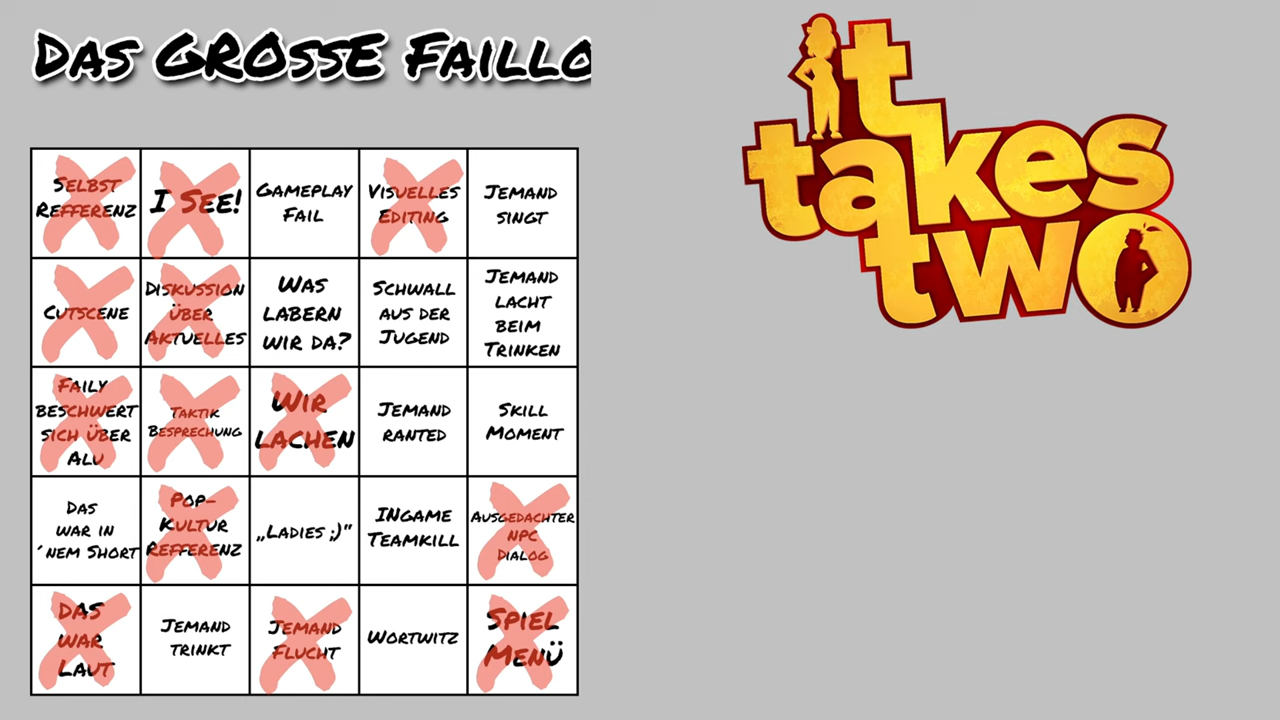 DAS GROSSE FAILLO
it
takes
two
SELBST
REFFERENZ
I SEE!
GAMEPLAY
FAIL
VISUELLES
EDITING
JEMAND
SINGT
CUTSCENE
DISKUSSION
ÜBER
AKTUELLES
WAS
LABERN
WIR DA?
SCHWALL
AUS DER
JUGEND
JEMAND
LACHT
BEIM
TRINKEN
FAILY
BESCHWERT
SICH ÜBER
ALU
TAKTIK
BESPRECHUNG
WIR
LACHEN
JEMAND
RANTED
SKILL
MOMENT
DAS
WAR IN
´NEM SHORT
POP-
KULTUR
REFFERENZ
„LADIES ;)"
INGAME
TEAMKILL
AUSGEDACHTER
NPC
DIALOG
DAS
WAR
LAUT
JEMAND
TRINKT
JEMAND
FLUCHT
WORTWITZ
SPIEL
MENÜ